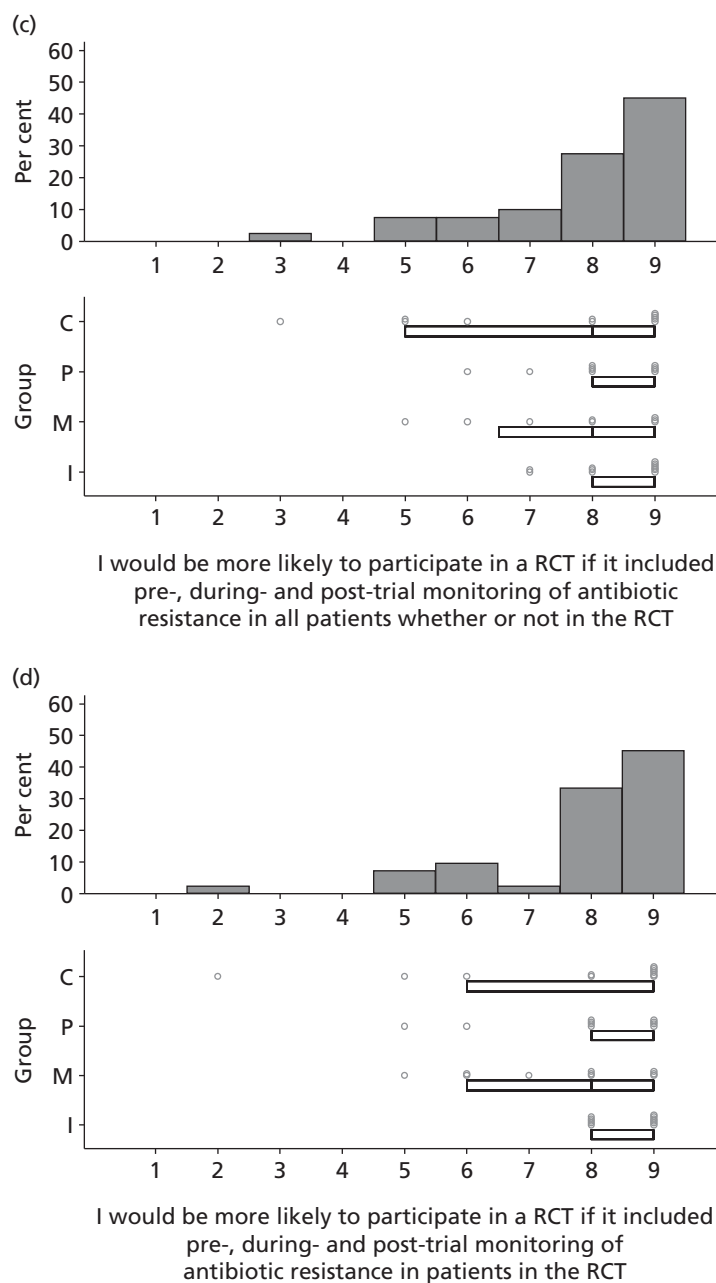 (c)
60
50
40
30
20
10
0
Per cent
1 2 3 4 5 6 7 8 9
C
P
M
I
Group
1 2 3 4 5 6 7 8 9
I would be more likely to participate in a RCT if it included
pre-, during- and post-trial monitoring of antibiotic
resistance in all patients whether or not in the RCT
(d)
60
50
40
30
20
10
0
Per cent
1 2 3 4 5 6 7 8 9
C
P
M
I
Group
1 2 3 4 5 6 7 8 9
I would be more likely to participate in a RCT if it included
pre-, during- and post-trial monitoring of
antibiotic resistance in patients in the RCT